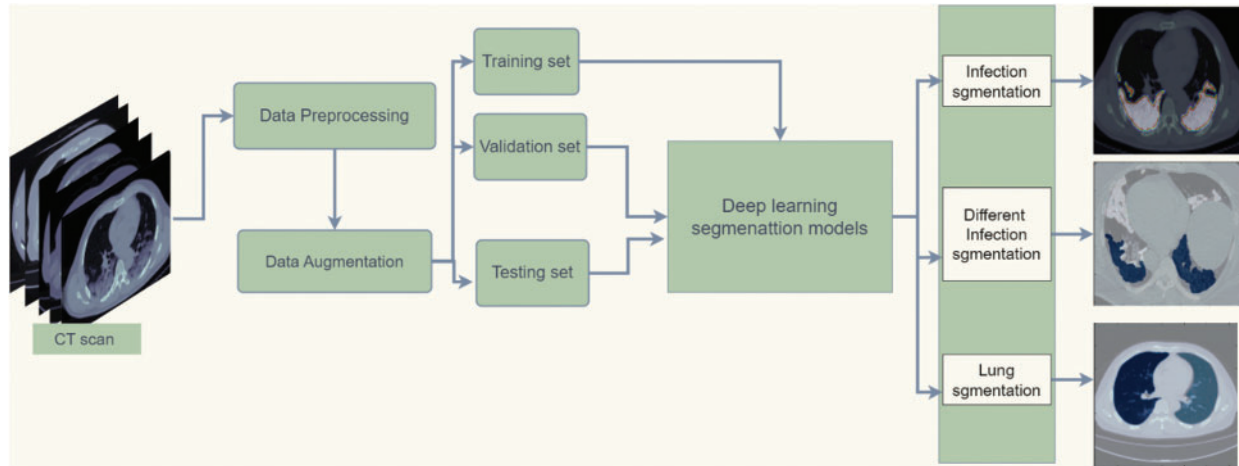 CT scan
Data Preprocessing
Data Augmentation
Training set
Validation set
Testing set
Deep learning
segmenattion models
Infection
sgmentation
Different
Infection
sgmentation
Lung
sgmentation